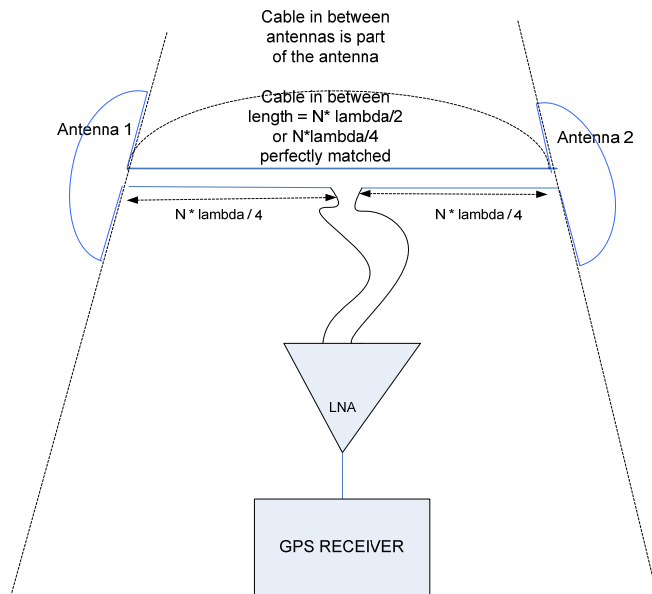 Cable in between
antennas is part
of the antenna
Cable in between
length = N* lambda/2
or N*lambda/4
perfectly matched
Antenna 1
Antenna 2
N * lambda / 4
N * lambda / 4
LNA
GPS RECEIVER